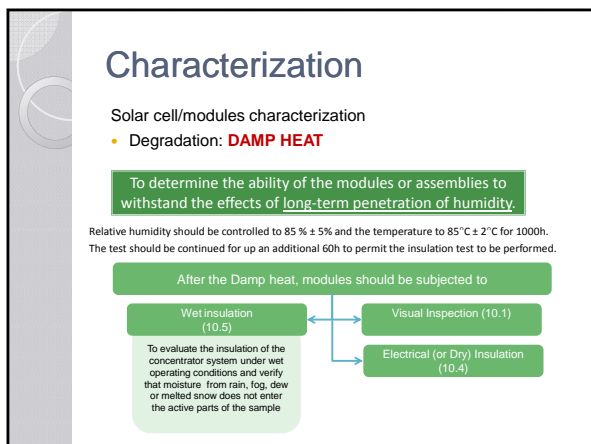 Characterization
Solar cell/modules characterization
• Degradation: DAMP HEAT
To determine the ability of the modules or assemblies to
withstand the effects of long-term penetration of humidity.
Relative humidity should be controlled to 85 % ± 5% and the temperature to 85°C ± 2°C for 1000h.
The test should be continued for up an additional 60h to permit the insulation test to be performed.
After the Damp heat, modules should be subjected to
Wet insulation
(10.5)
To evaluate the insulation of the
concentrator system under wet
operating conditions and verify
that moisture from rain, fog, dew
or melted snow does not enter
the active parts of the sample
Visual Inspection (10.1)
Electrical (or Dry) Insulation
(10.4)